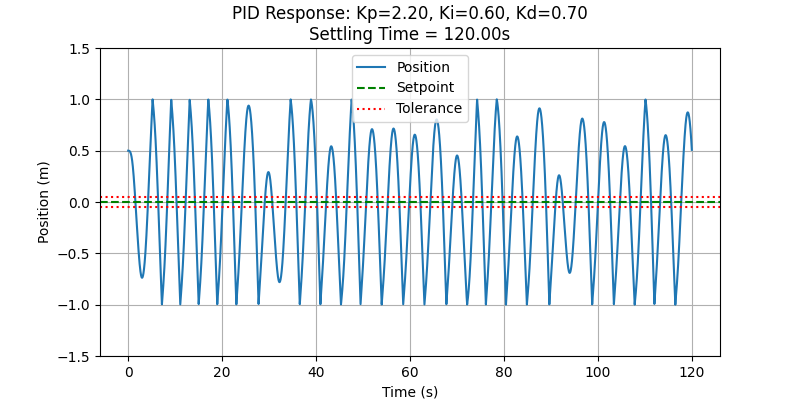 PID Response: Kp=2.20, Ki=0.60, Kd=0.70
Settling Time = 120.00s
Position
Setpoint
Tolerance
1.5
1.0
0.5
0.0
−0.5
−1.0
−1.5
Position (m)
0
20
40
60
80
100
120
Time (s)